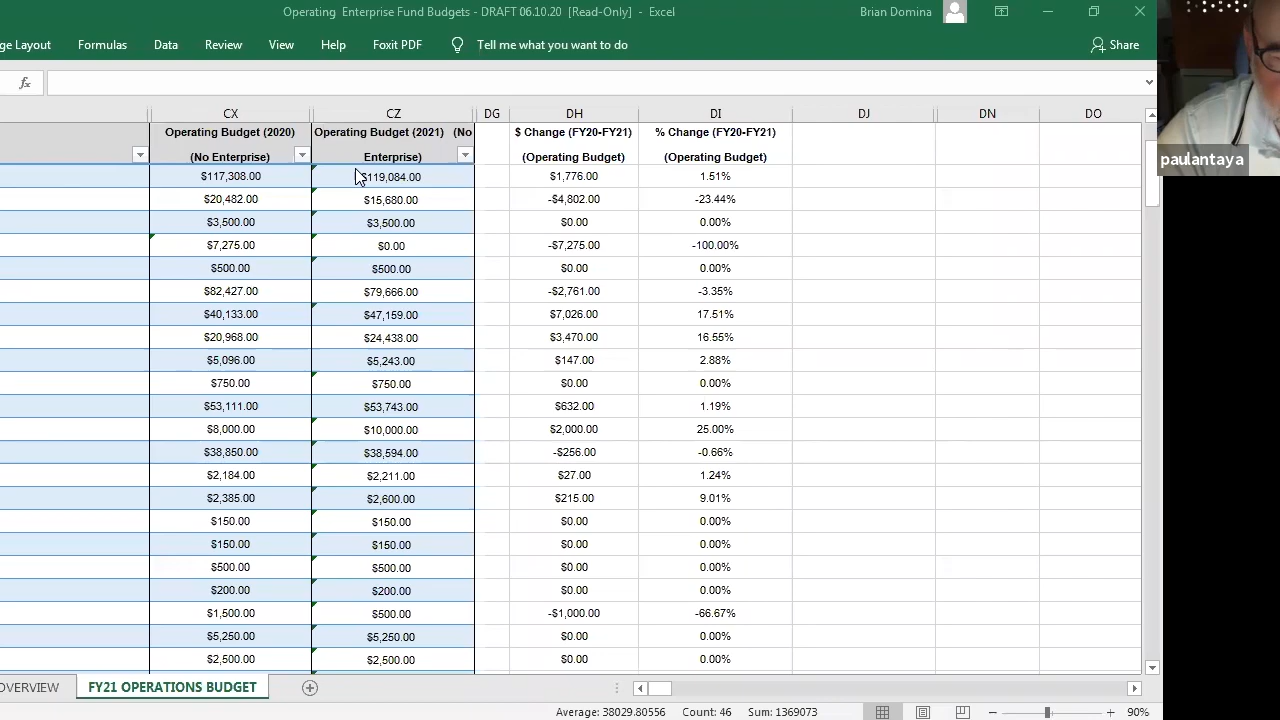 Operating Enterprise Fund Budgets - DRAFT 06.10.20 [Read-Only] - Excel
Brian Domina
ge Layout Formulas Data Review View Help Foxit PDF Tell me what you want to do Share
fx
CX CZ DG DH DI DJ DN DO
Operating Budget (2020) Operating Budget (2021) (No $ Change (FY20-FY21) % Change (FY20-FY21)
(No Enterprise) Enterprise) (Operating Budget) (Operating Budget)
paulantaya
$117,308.00 $119,084.00 $1,776.00 1.51%
$20,482.00 $15,680.00 -$4,802.00 -23.44%
$3,500.00 $3,500.00 $0.00 0.00%
$7,275.00 $0.00 -$7,275.00 -100.00%
$500.00 $500.00 $0.00 0.00%
$82,427.00 $79,666.00 -$2,761.00 -3.35%
$40,133.00 $47,159.00 $7,026.00 17.51%
$20,968.00 $24,438.00 $3,470.00 16.55%
$5,096.00 $5,243.00 $147.00 2.88%
$750.00 $750.00 $0.00 0.00%
$53,111.00 $53,743.00 $632.00 1.19%
$8,000.00 $10,000.00 $2,000.00 25.00%
$38,850.00 $38,594.00 -$256.00 -0.66%
$2,184.00 $2,211.00 $27.00 1.24%
$2,385.00 $2,600.00 $215.00 9.01%
$150.00 $150.00 $0.00 0.00%
$150.00 $150.00 $0.00 0.00%
$500.00 $500.00 $0.00 0.00%
$200.00 $200.00 $0.00 0.00%
$1,500.00 $500.00 -$1,000.00 -66.67%
$5,250.00 $5,250.00 $0.00 0.00%
$2,500.00 $2,500.00 $0.00 0.00%
OVERVIEW FY21 OPERATIONS BUDGET
Average: 38029.80556 Count: 46 Sum: 1369073 90%